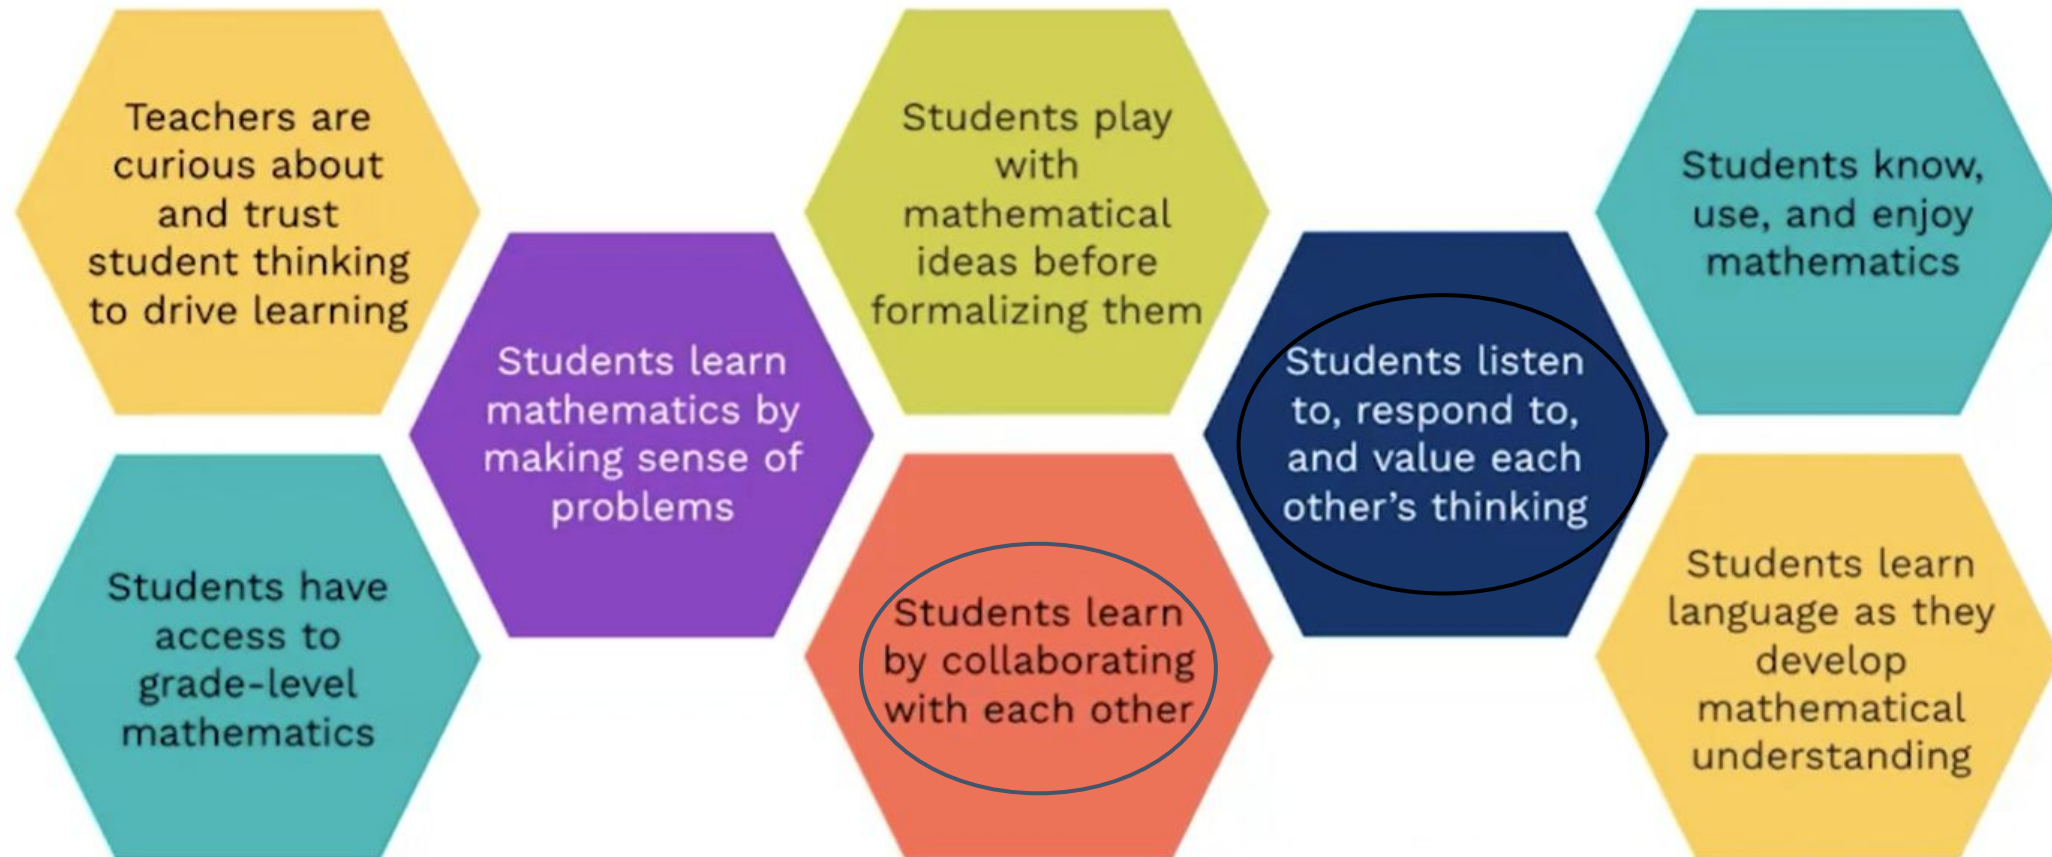 Teachers are
curious about
and trust
student thinking
to drive learning
Students have
access to
grade-level
mathematics
Students learn
mathematics by
making sense of
problems
Students play
with
mathematical
ideas before
formalizing them
Students learn
by collaborating
with each other
Students listen
to, respond to,
and value each
other’s thinking
Students know,
use, and enjoy
mathematics
Students learn
language as they
develop
mathematical
understanding